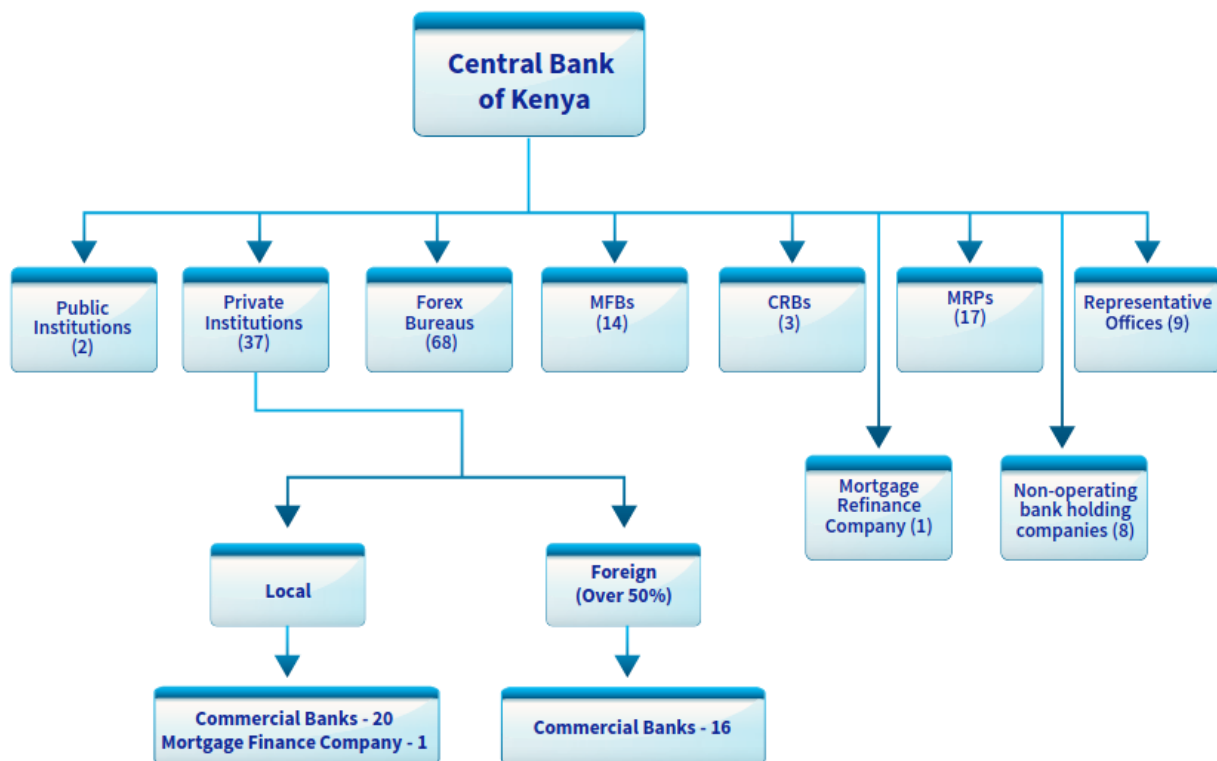 Central Bank
of Kenya
Public
Institutions
(2)
Private
Institutions
(37)
Forex
Bureaus
(68)
MFBs
(14)
CRBs
(3)
MRPs
(17)
Representative
Offices (9)
Mortgage
Refinance
Company (1)
Non-operating
bank holding
companies (8)
Local
Foreign
(Over 50%)
Commercial Banks - 20
Mortgage Finance Company - 1
Commercial Banks - 16